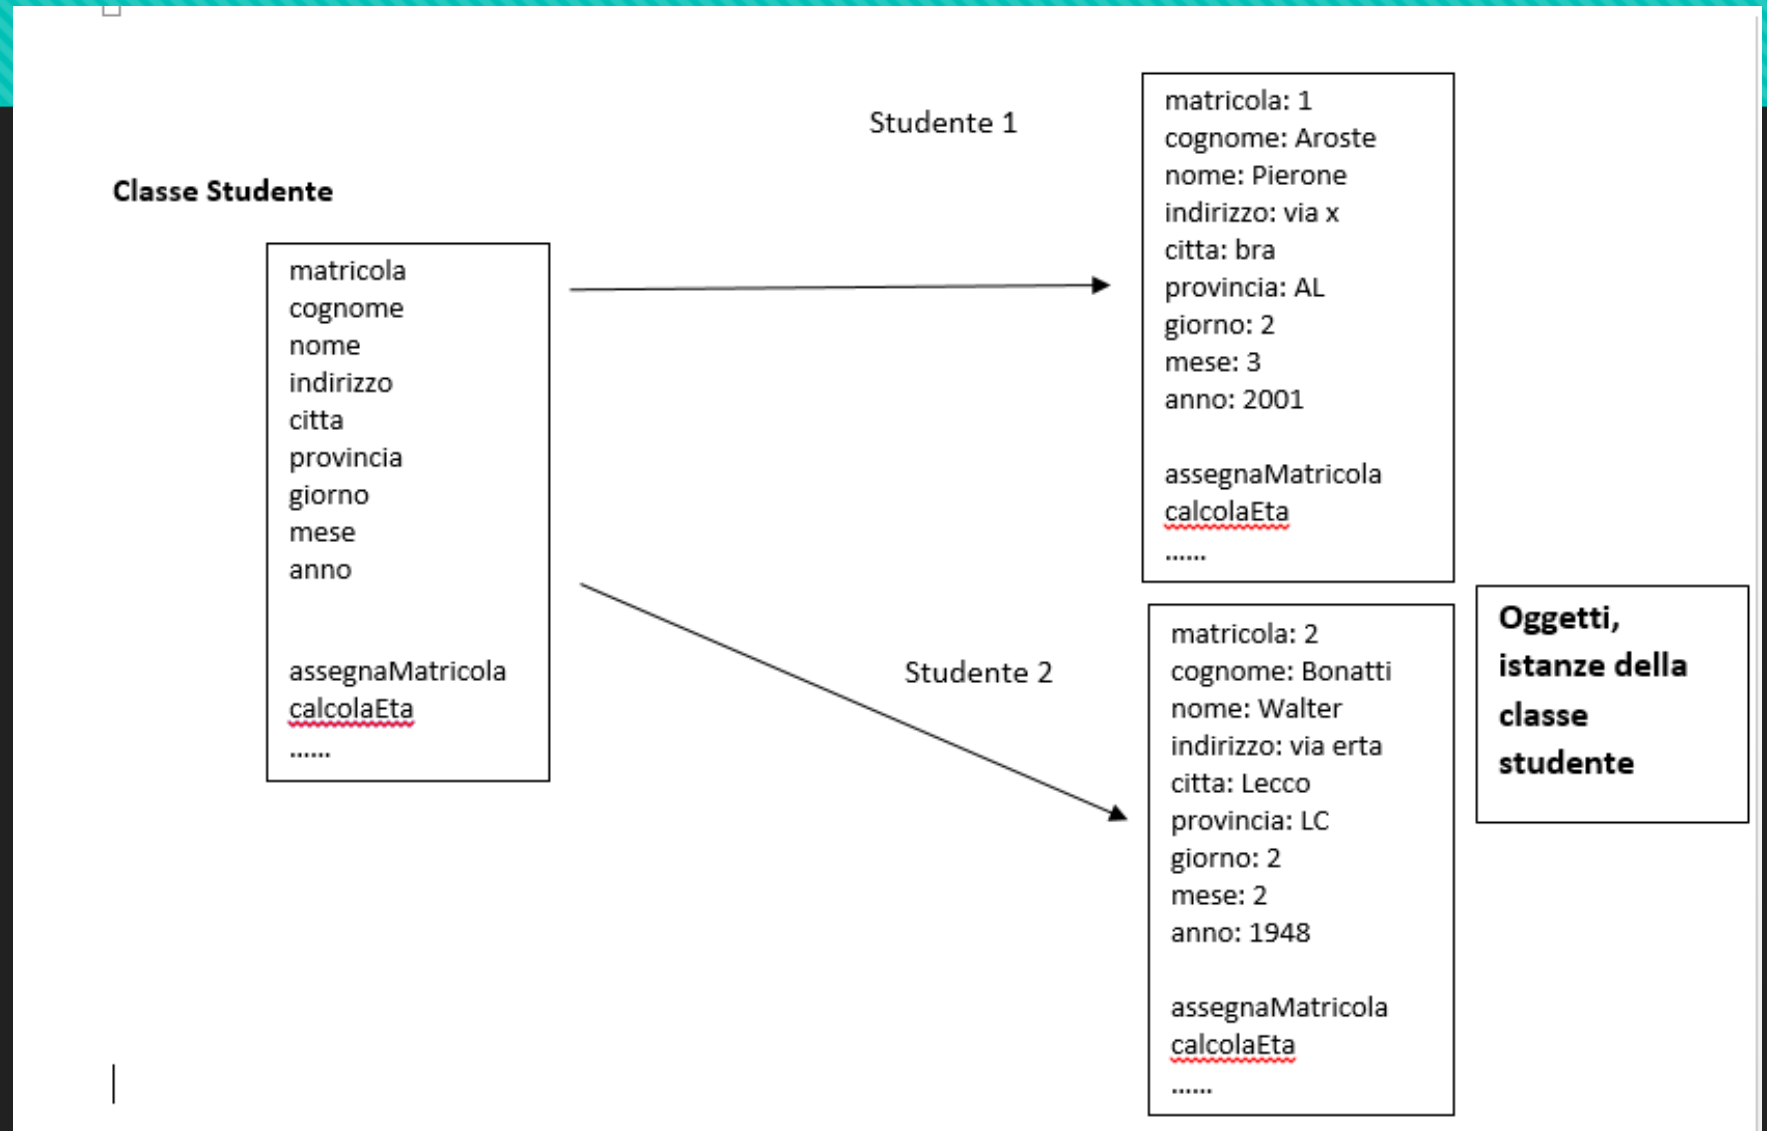 Classe Studente
matricola
cognome
nome
indirizzo
citta
provincia
giorno
mese
anno
assegnaMatricola
calcolaEta
......
Studente 1
matricola: 1
cognome: Aroste
nome: Pierone
indirizzo: via x
citta: bra
provincia: AL
giorno: 2
mese: 3
anno: 2001
assegnaMatricola
calcolaEta
......
Studente 2
matricola: 2
cognome: Bonatti
nome: Walter
indirizzo: via erta
citta: Lecco
provincia: LC
giorno: 2
mese: 2
anno: 1948
assegnaMatricola
calcolaEta
......
Oggetti,
istanze della
classe
studente